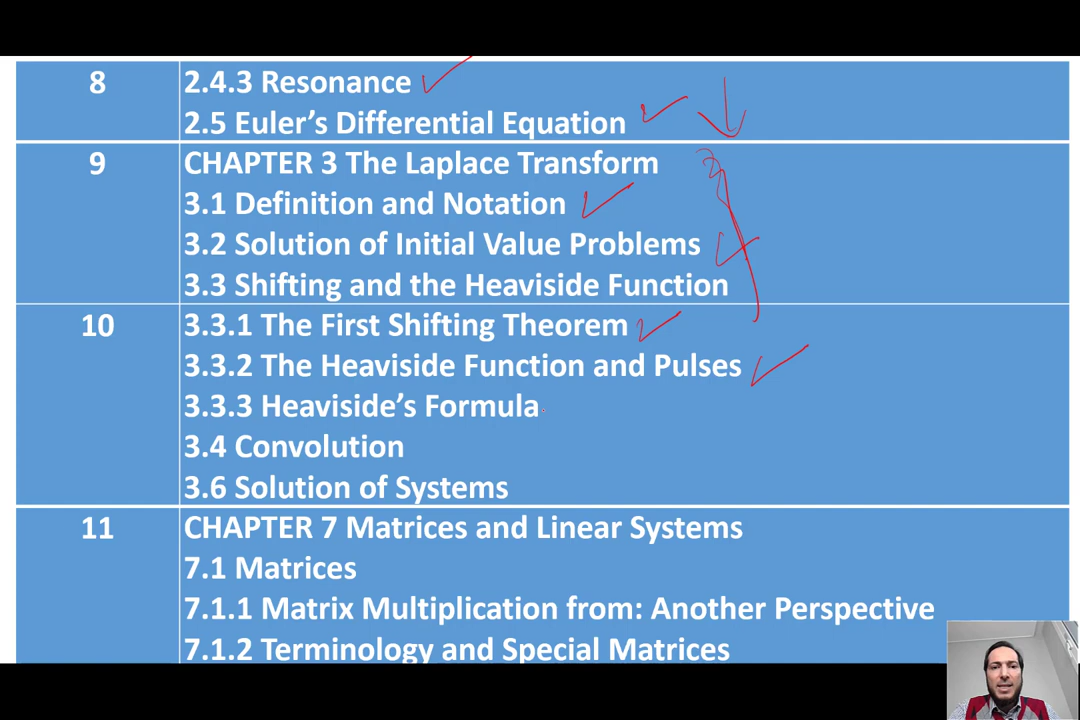 8
2.4.3 Resonance
2.5 Euler's Differential Equation
9
CHAPTER 3 The Laplace Transform
3.1 Definition and Notation
3.2 Solution of Initial Value Problems
3.3 Shifting and the Heaviside Function
10
3.3.1 The First Shifting Theorem
3.3.2 The Heaviside Function and Pulses
3.3.3 Heaviside's Formula
3.4 Convolution
3.6 Solution of Systems
11
CHAPTER 7 Matrices and Linear Systems
7.1 Matrices
7.1.1 Matrix Multiplication from: Another Perspective
7.1.2 Terminology and Special Matrices